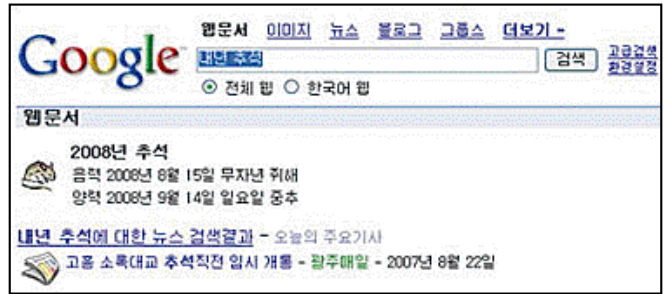 Google
웹문서 이미지 뉴스 블로그 그룹스 더보기 -
내년 추석 검색 고급검색
환경설정
전체 웹 한국어 웹
웹문서
2008년 추석
음력 2008년 8월 15일 무자년 쥐해
양력 2008년 9월 14일 일요일 중추
내년 추석에 대한 뉴스 검색결과 - 오늘의 주요기사
고흥 소록대교 추석직전 임시 개통 - 광주매일 - 2007년 8월 22일